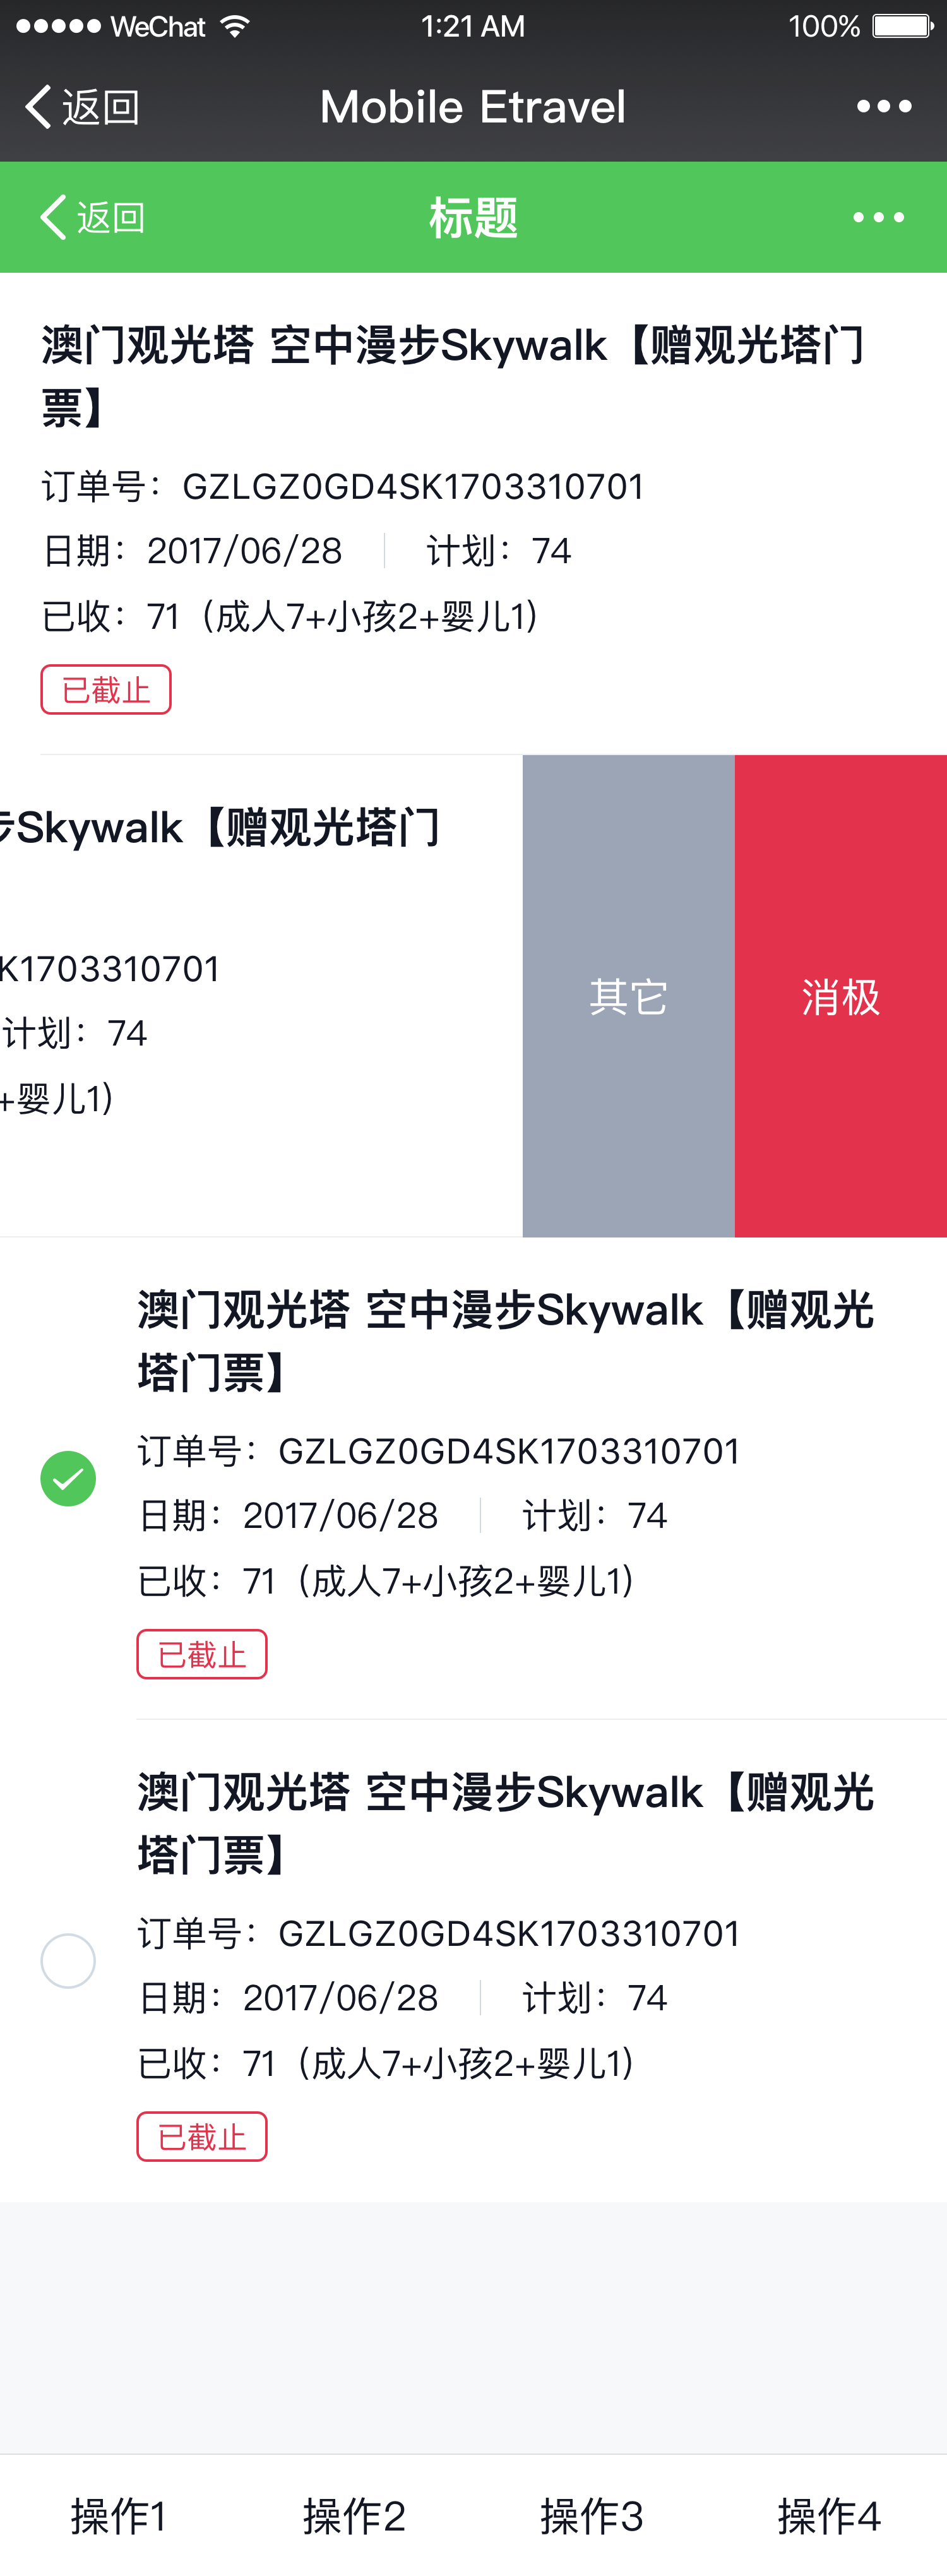 WeChat 1:21 AM 100%
返回 Mobile Etravel
返回 标题
澳门观光塔 空中漫步Skywalk【赠观光塔门
票】
订单号：GZLGZ0GD4SK1703310701
日期：2017/06/28 计划：74
已收：71（成人7+小孩2+婴儿1）
已截止
步Skywalk【赠观光塔门
K1703310701
计划：74
+婴儿1）
其它 消极
澳门观光塔 空中漫步Skywalk【赠观光
塔门票】
订单号：GZLGZ0GD4SK1703310701
日期：2017/06/28 计划：74
已收：71（成人7+小孩2+婴儿1）
已截止
澳门观光塔 空中漫步Skywalk【赠观光
塔门票】
订单号：GZLGZ0GD4SK1703310701
日期：2017/06/28 计划：74
已收：71（成人7+小孩2+婴儿1）
已截止
操作1 操作2 操作3 操作4